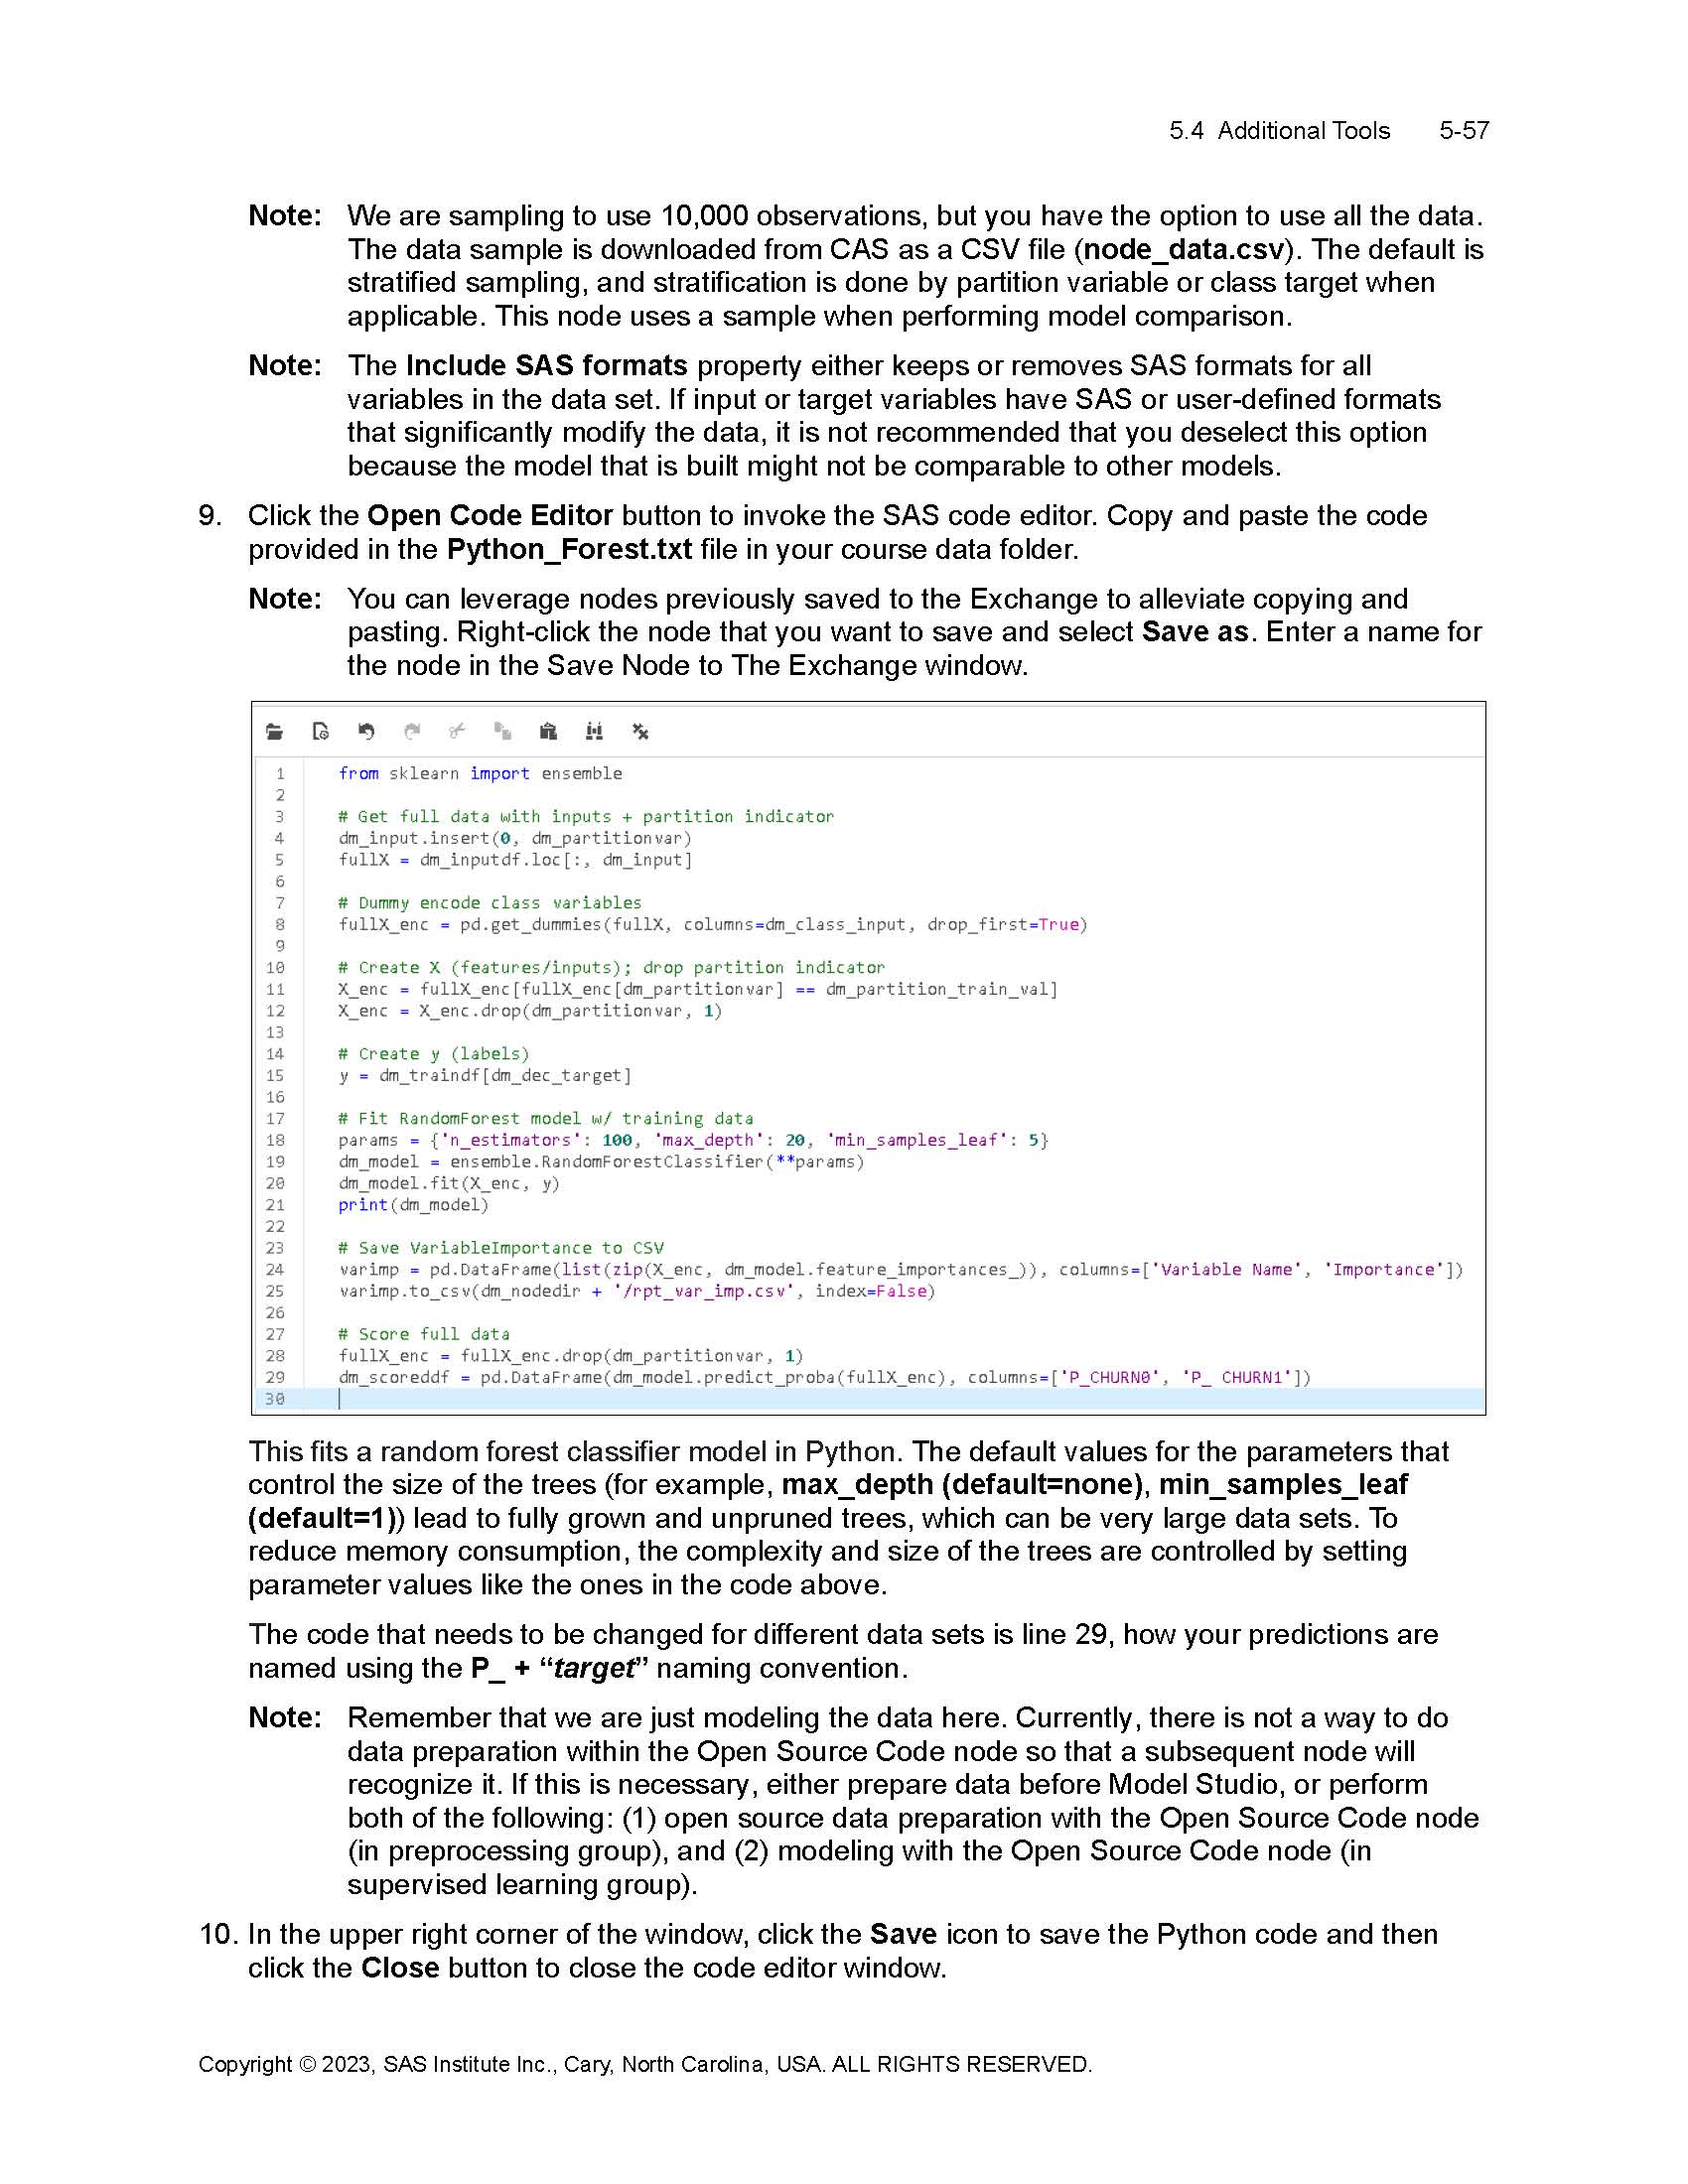 5.4 Additional Tools 5-57
Note: We are sampling to use 10,000 observations, but you have the option to use all the data.
The data sample is downloaded from CAS as a CSV file (node_data.csv). The default is
stratified sampling, and stratification is done by partition variable or class target when
applicable. This node uses a sample when performing model comparison.
Note: The Include SAS formats property either keeps or removes SAS formats for all
variables in the data set. If input or target variables have SAS or user-defined formats
that significantly modify the data, it is not recommended that you deselect this option
because the model that is built might not be comparable to other models.
9. Click the Open Code Editor button to invoke the SAS code editor. Copy and paste the code
provided in the Python_Forest.txt file in your course data folder.
Note: You can leverage nodes previously saved to the Exchange to alleviate copying and
pasting. Right-click the node that you want to save and select Save as. Enter a name for
the node in the Save Node to The Exchange window.
1 from sklearn import ensemble
2
3 # Get full data with inputs + partition indicator
4 dm_input.insert(0, dm_partitionvar)
5 fullX = dm_inputdf.loc[:, dm_input]
6
7 # Dummy encode class variables
8 fullX_enc = pd.get_dummies(fullX, columns=dm_class_input, drop_first=True)
9
10 # Create X (features/inputs); drop partition indicator
11 X_enc = fullX_enc[fullX_enc[dm_partitionvar] == dm_partition_train_val]
12 X_enc = X_enc.drop(dm_partitionvar, 1)
13
14 # Create y (labels)
15 y = dm_traindf[dm_dec_target]
16
17 # Fit RandomForest model w/ training data
18 params = {'n_estimators': 100, 'max_depth': 20, 'min_samples_leaf': 5}
19 dm_model = ensemble.RandomForestClassifier(**params)
20 dm_model.fit(X_enc, y)
21 print(dm_model)
22
23 # Save VariableImportance to CSV
24 varimp = pd.DataFrame(list(zip(X_enc, dm_model.feature_importances_)), columns=['Variable Name', 'Importance'])
25 varimp.to_csv(dm_nodedir + '/rpt_var_imp.csv', index=False)
26
27 # Score full data
28 fullX_enc = fullX_enc.drop(dm_partitionvar, 1)
29 dm_scoreddf = pd.DataFrame(dm_model.predict_proba(fullX_enc), columns=['P_CHURN0', 'P_ CHURN1'])
30
This fits a random forest classifier model in Python. The default values for the parameters that
control the size of the trees (for example, max_depth (default=none), min_samples_leaf
(default=1)) lead to fully grown and unpruned trees, which can be very large data sets. To
reduce memory consumption, the complexity and size of the trees are controlled by setting
parameter values like the ones in the code above.
The code that needs to be changed for different data sets is line 29, how your predictions are
named using the P_ + “target” naming convention.
Note: Remember that we are just modeling the data here. Currently, there is not a way to do
data preparation within the Open Source Code node so that a subsequent node will
recognize it. If this is necessary, either prepare data before Model Studio, or perform
both of the following: (1) open source data preparation with the Open Source Code node
(in preprocessing group), and (2) modeling with the Open Source Code node (in
supervised learning group).
10. In the upper right corner of the window, click the Save icon to save the Python code and then
click the Close button to close the code editor window.
Copyright © 2023, SAS Institute Inc., Cary, North Carolina, USA. ALL RIGHTS RESERVED.